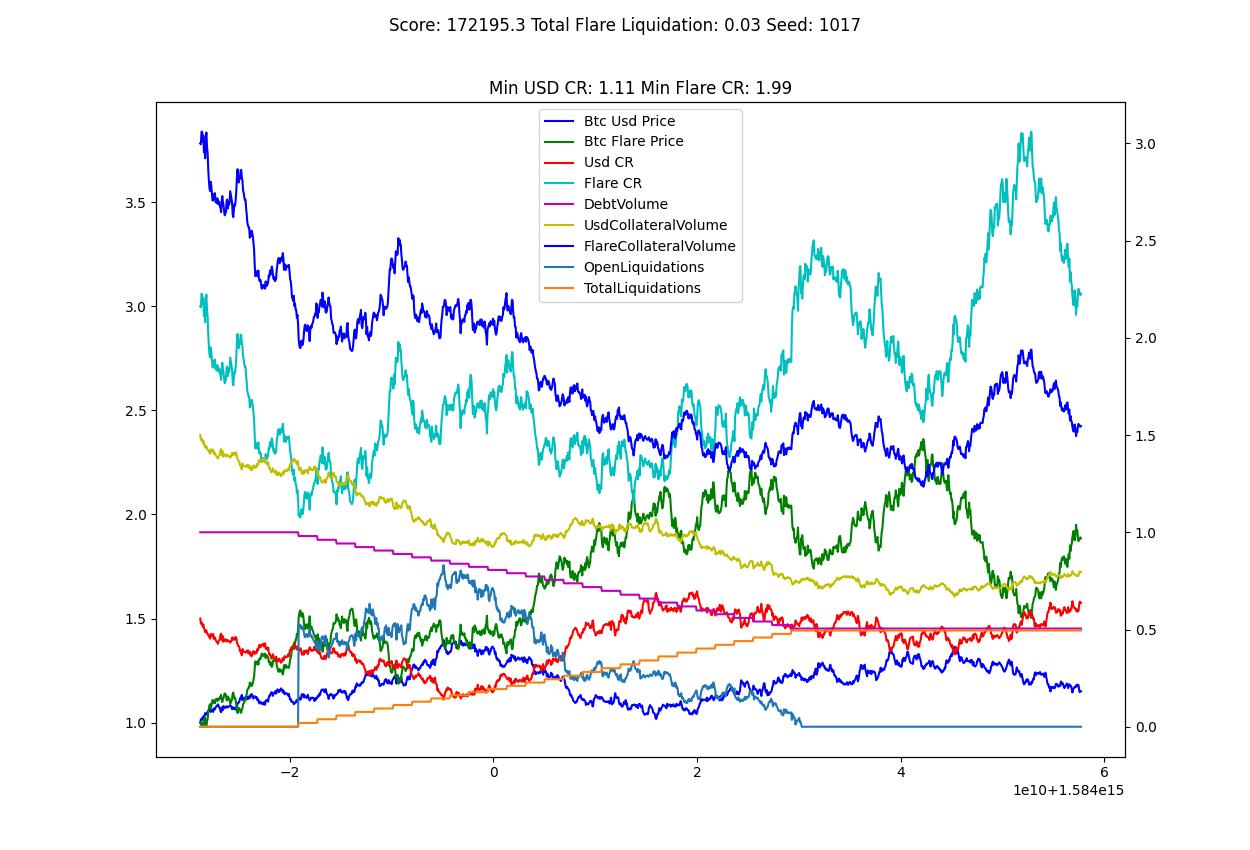 Score: 172195.3 Total Flare Liquidation: 0.03 Seed: 1017
Min USD CR: 1.11 Min Flare CR: 1.99
Btc Usd Price
Btc Flare Price
Usd CR
Flare CR
DebtVolume
UsdCollateralVolume
FlareCollateralVolume
OpenLiquidations
TotalLiquidations
3.5
3.0
2.5
2.0
1.5
1.0
3.0
2.5
2.0
1.5
1.0
0.5
0.0
−2
0
2
4
6
1e10+1.584e15